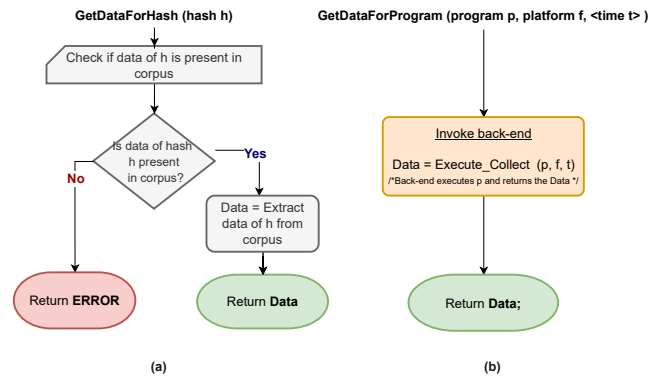 GetDataForHash (hash h)
Check if data of h is present in
corpus
Is data of hash
h present
in corpus?
No
Yes
Data = Extract
data of h from
corpus
Return ERROR
Return Data
(a)
GetDataForProgram (program p, platform f, <time t> )
Invoke back-end
Data = Execute_Collect (p, f, t)
/*Back-end executes p and returns the Data */
Return Data;
(b)